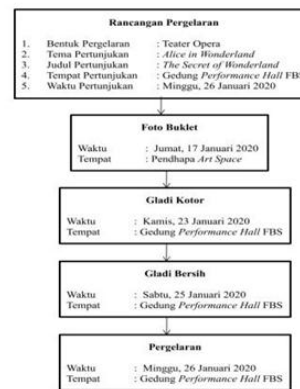 Rancangan Pergelaran
1. Bentuk Pergelaran : Teater Opera
2. Tema Pertunjukan : Alice in Wonderland
3. Judul Pertunjukan : The Secret of Wonderland
4. Tempat Pertunjukan : Gedung Performance Hall FBS
5. Waktu Pertunjukan : Minggu, 26 Januari 2020
Foto Buklet
Waktu : Jumat, 17 Januari 2020
Tempat : Pendhapa Art Space
Gladi Kotor
Waktu : Kamis, 23 Januari 2020
Tempat : Gedung Performance Hall FBS
Gladi Bersih
Waktu : Sabtu, 25 Januari 2020
Tempat : Gedung Performance Hall FBS
Pergelaran
Waktu : Minggu, 26 Januari 2020
Tempat : Gedung Performance Hall FBS